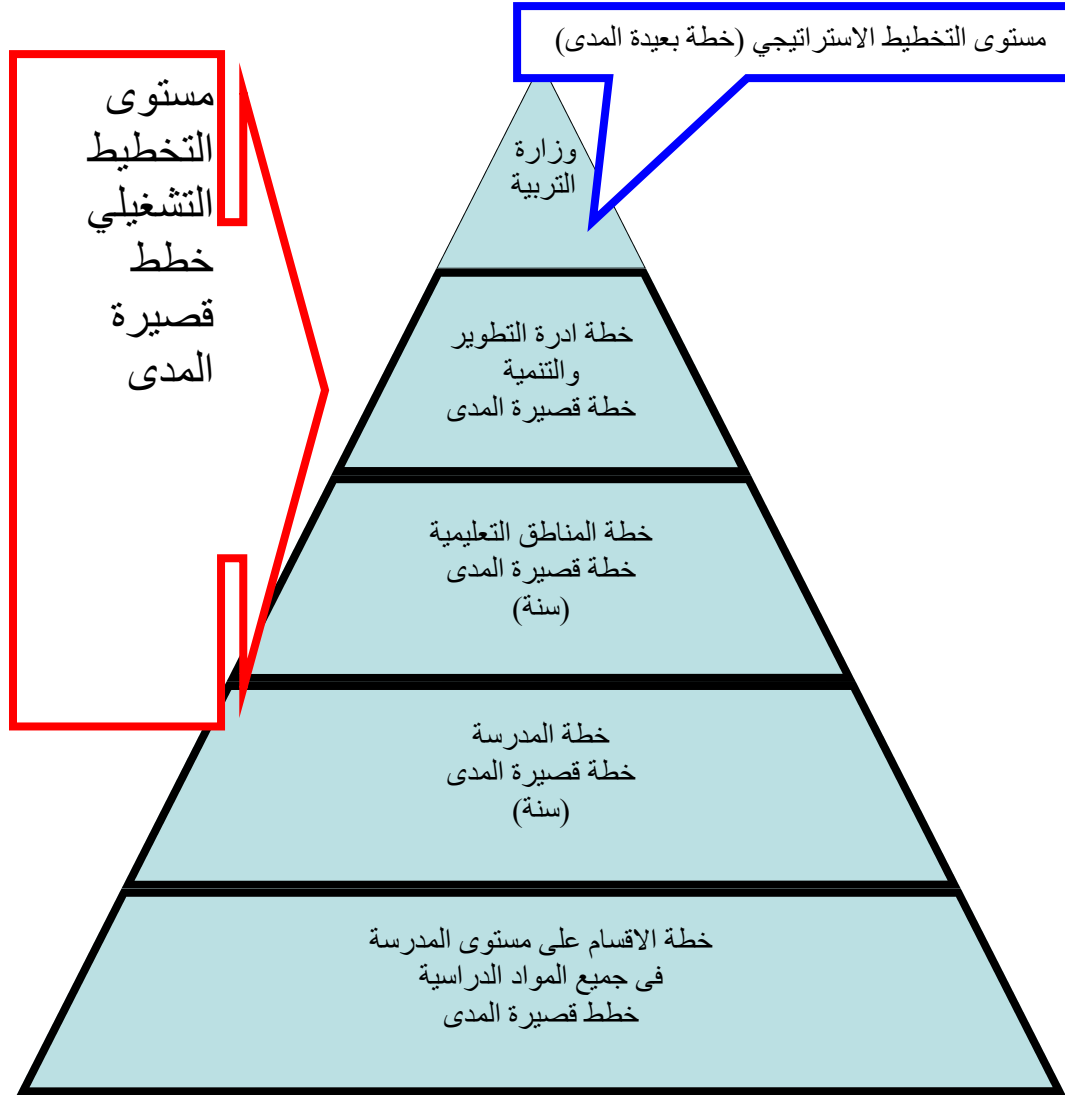 مستوى التخطيط الاستراتيجي (خطة بعيدة المدى)
مستوى
التخطيط
التشغيلي
خطط
قصيرة
المدى
وزارة
التربية
خطة ادرة التطوير
والتنمية
خطة قصيرة المدى
خطة المناطق التعليمية
خطة قصيرة المدى
(سنة)
خطة المدرسة
خطة قصيرة المدى
(سنة)
خطة الاقسام على مستوى المدرسة
فى جميع المواد الدراسية
خطط قصيرة المدى